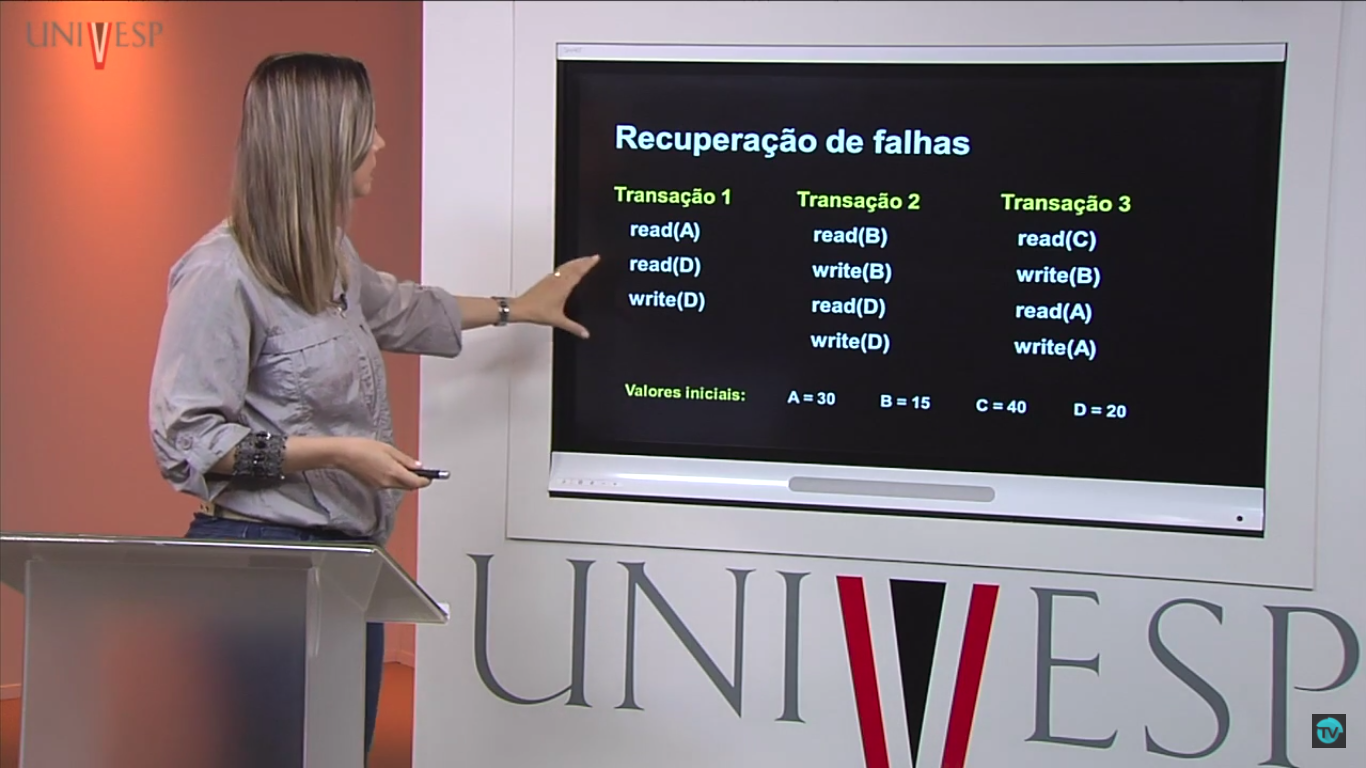 UNIVESP
Recuperação de falhas
Transação 1 Transação 2 Transação 3
read(A) read(B) read(C)
read(D) write(B) write(B)
write(D) read(D) read(A)
write(D) write(A)
Valores iniciais: A = 30 B = 15 C = 40 D = 20
UNIVESP
TV